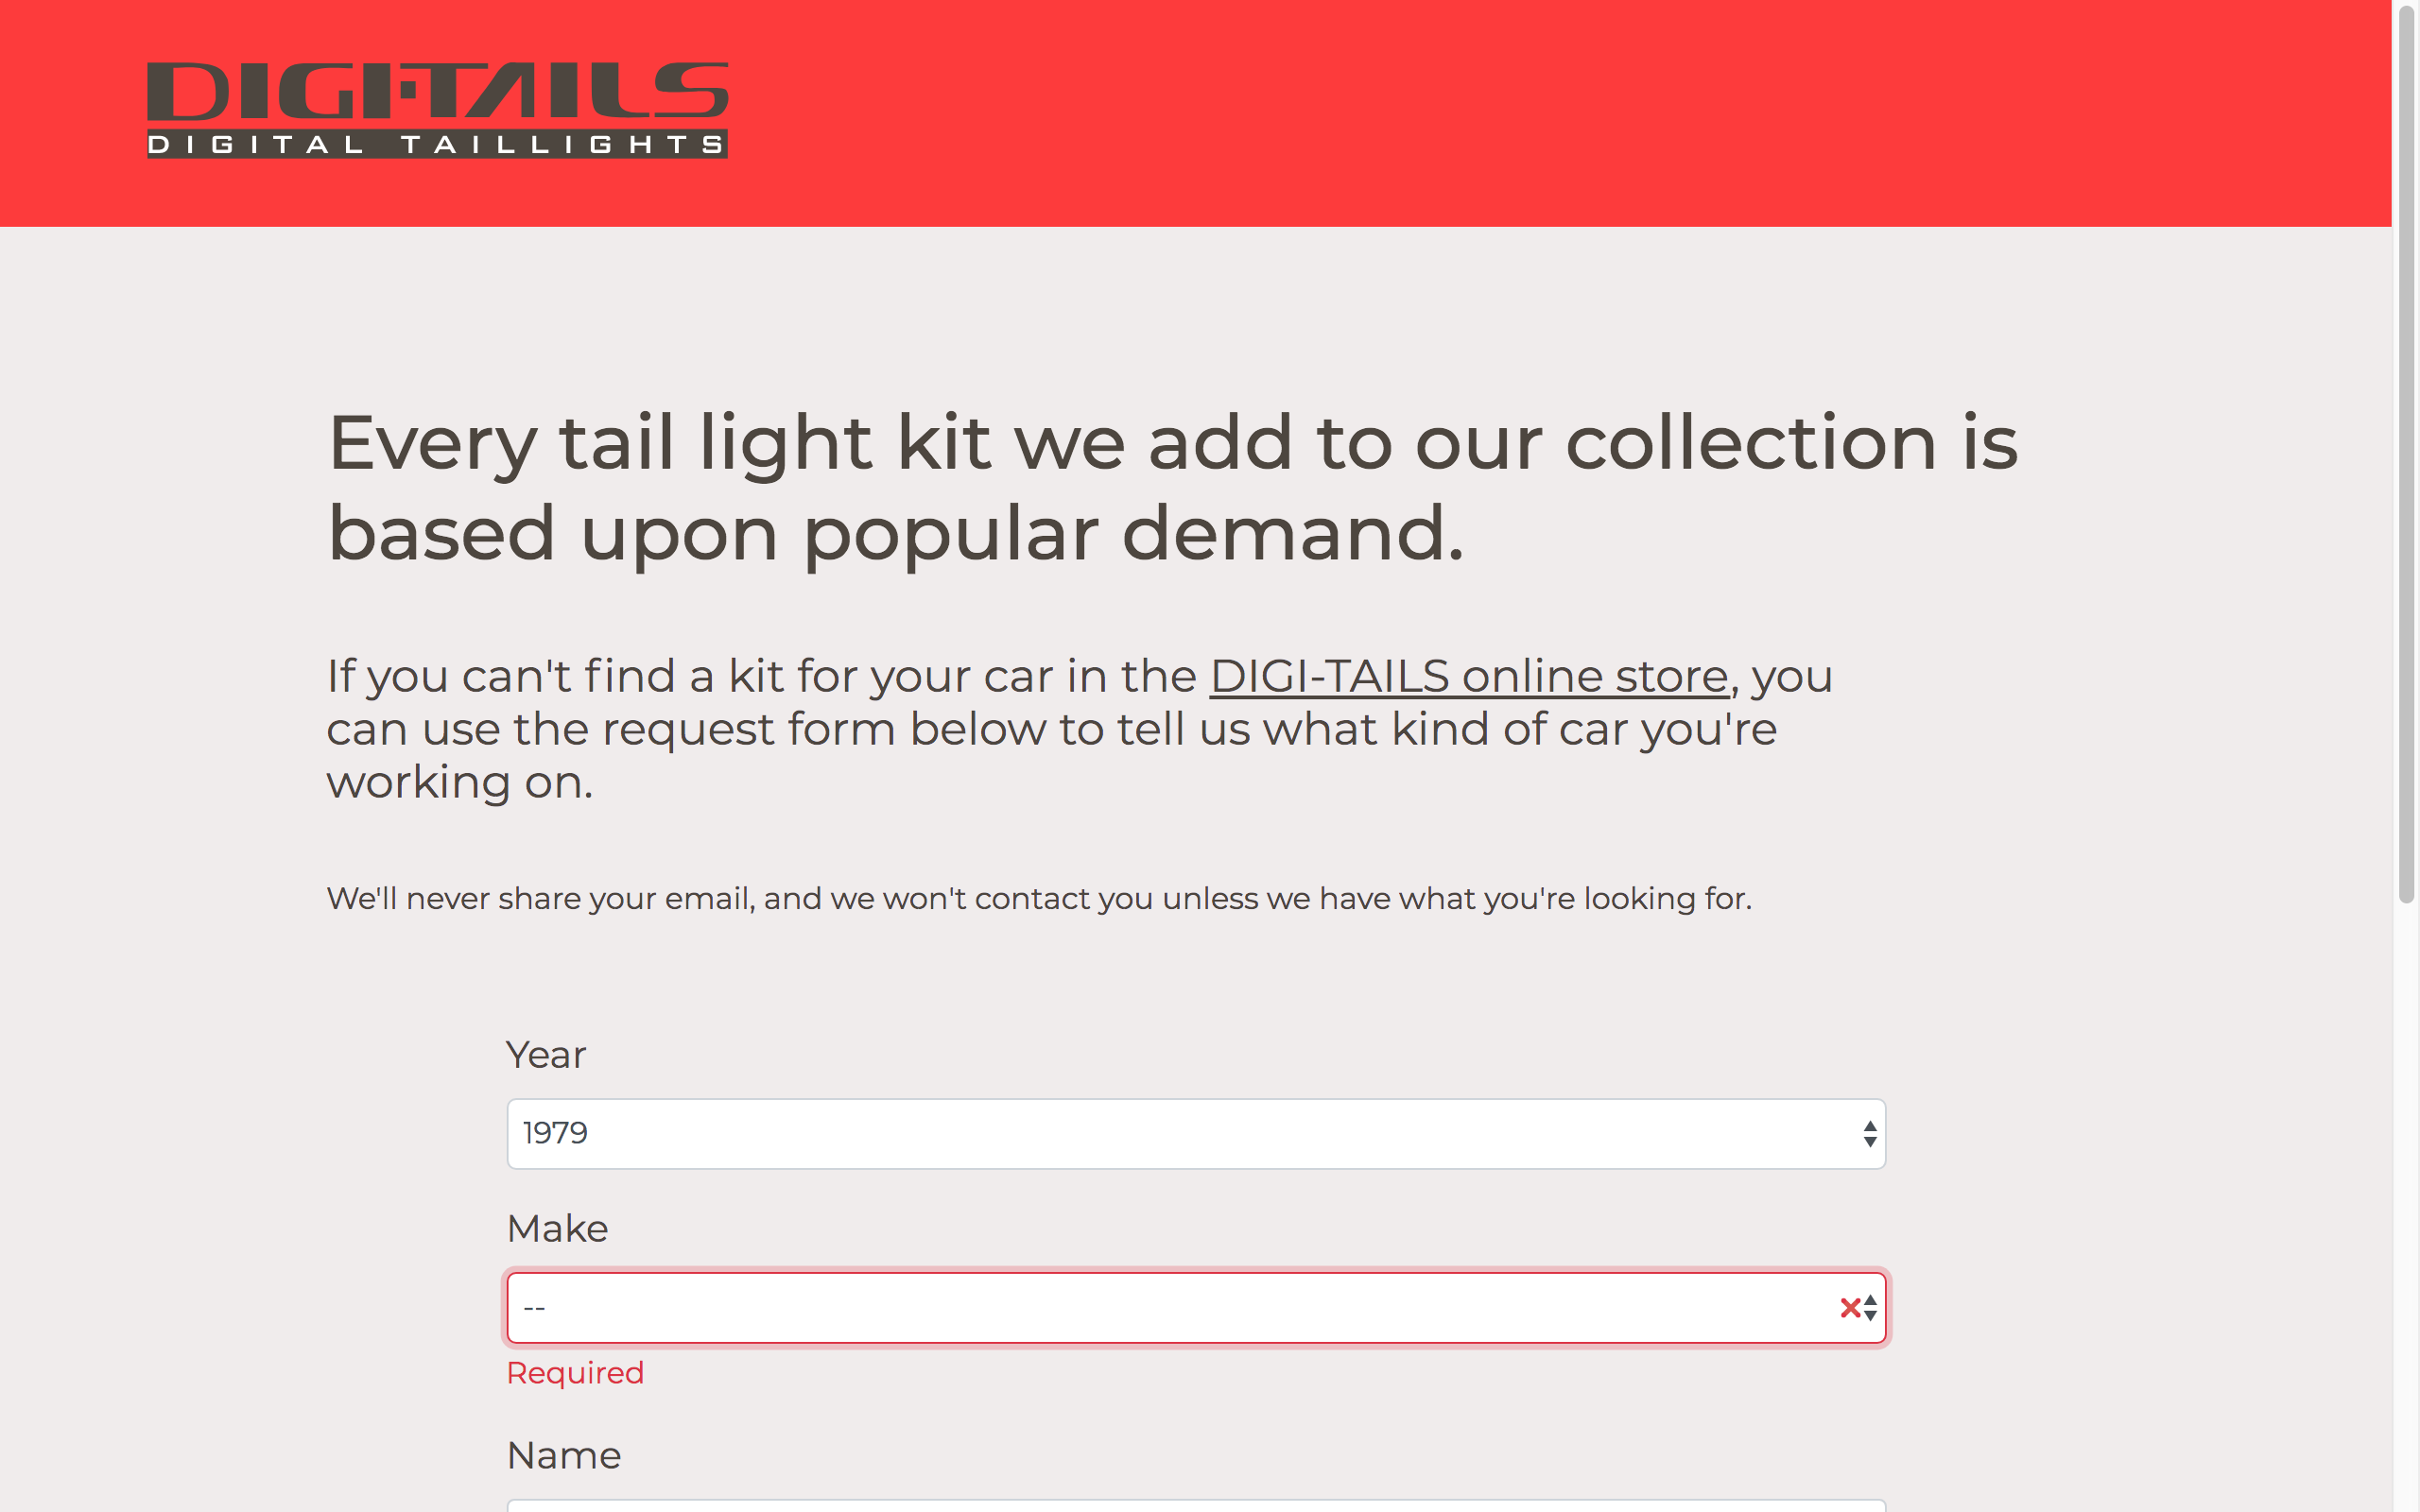 DIGI-TAILS
DIGITAL TAILLIGHTS
Every tail light kit we add to our collection is
based upon popular demand.
If you can't find a kit for your car in the DIGI-TAILS online store, you
can use the request form below to tell us what kind of car you're
working on.
We'll never share your email, and we won't contact you unless we have what you're looking for.
Year
1979
Make
--
Required
Name